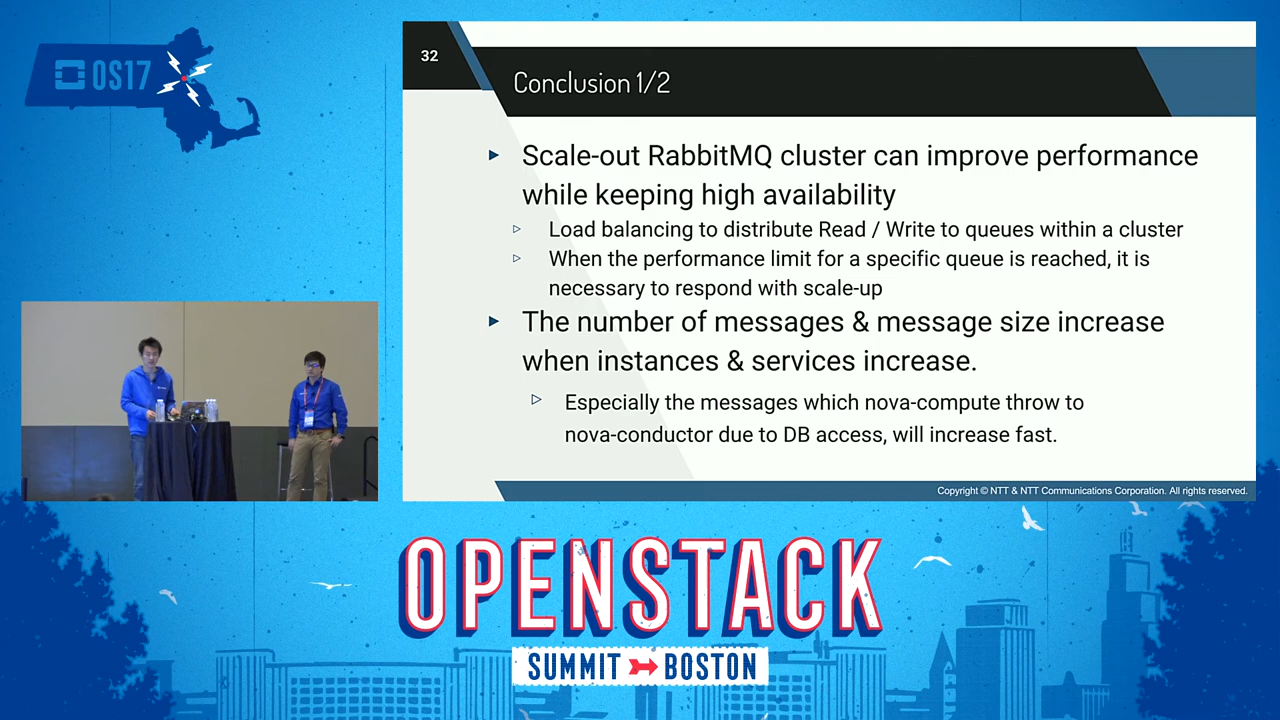 OS17
32
Conclusion 1/2
Scale-out RabbitMQ cluster can improve performance
while keeping high availability
Load balancing to distribute Read / Write to queues within a cluster
When the performance limit for a specific queue is reached, it is
necessary to respond with scale-up
The number of messages & message size increase
when instances & services increase.
Especially the messages which nova-compute throw to
nova-conductor due to DB access, will increase fast.
Copyright © NTT & NTT Communications Corporation. All rights reserved.
OPENSTACK
SUMMIT BOSTON